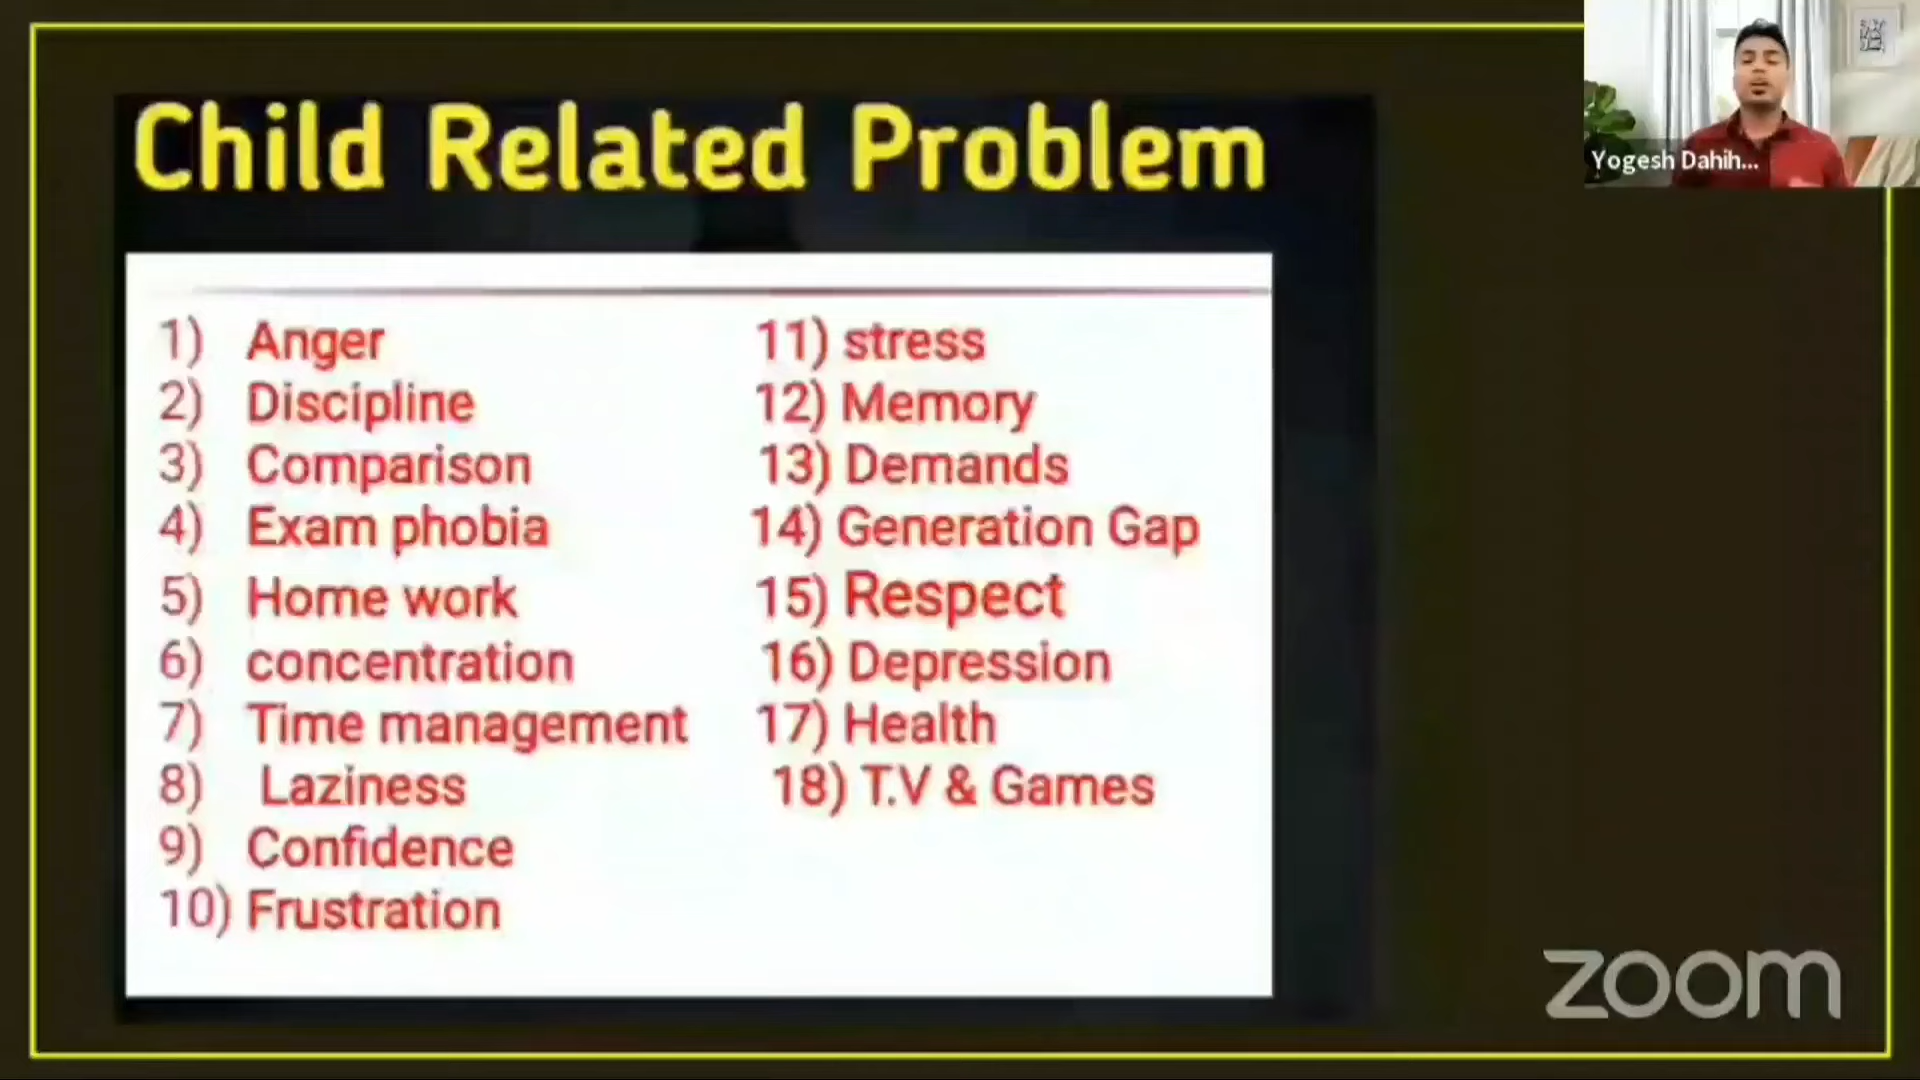 Child Related Problem
Yogesh Dahih...
1) Anger
2) Discipline
3) Comparison
4) Exam phobia
5) Home work
6) concentration
7) Time management
8) Laziness
9) Confidence
10) Frustration
11) stress
12) Memory
13) Demands
14) Generation Gap
15) Respect
16) Depression
17) Health
18) T.V & Games
zoom